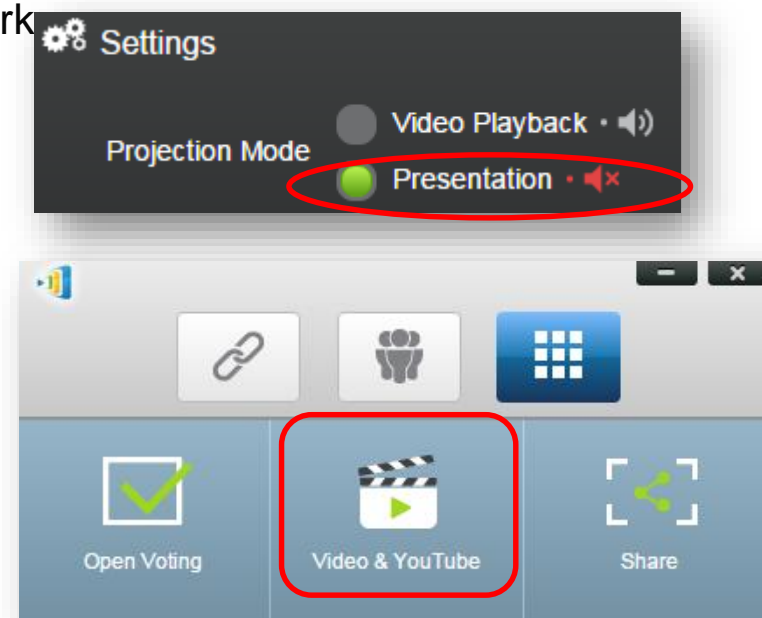 rk
Settings
Video Playback
Projection Mode
Presentation
Open Voting Video & YouTube Share